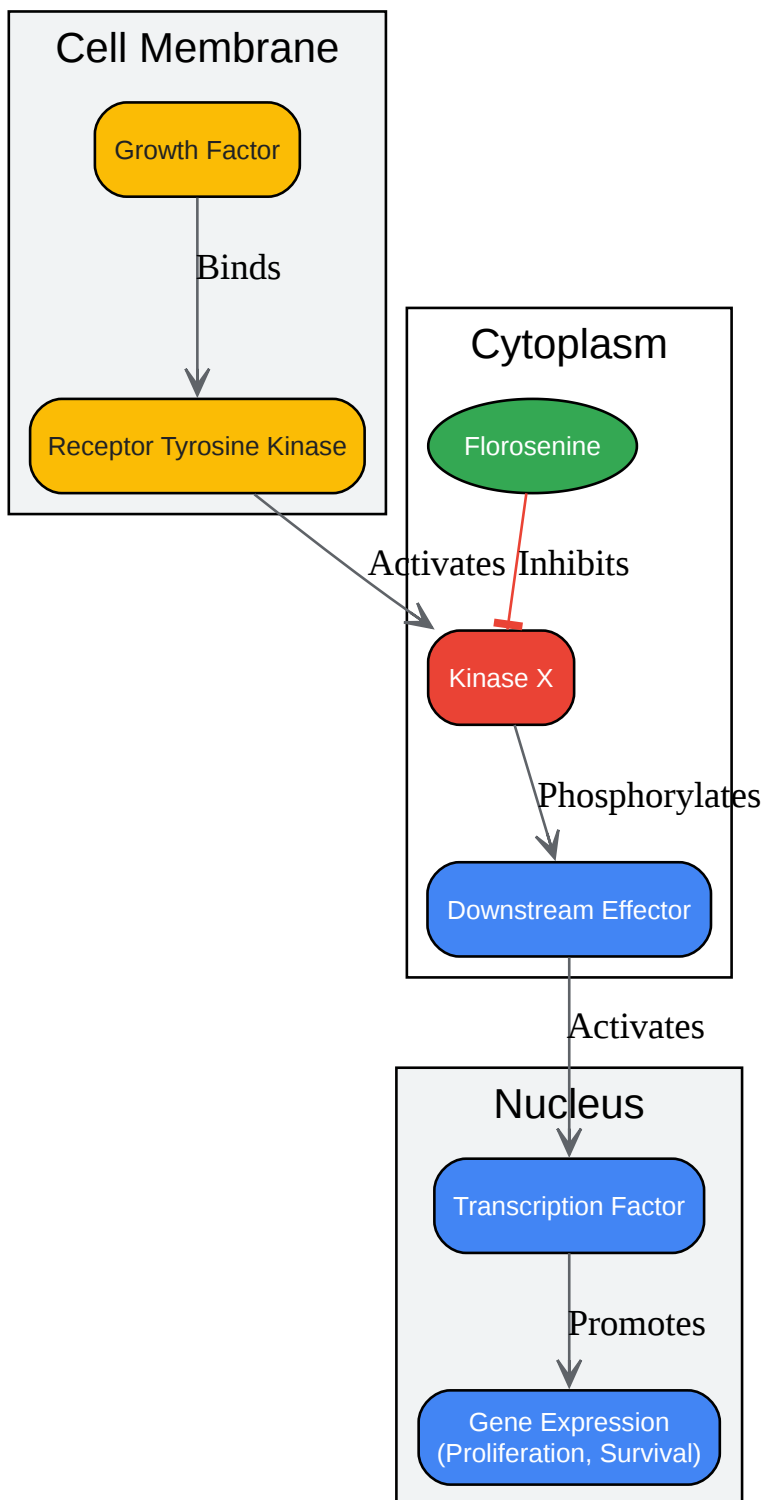 Cell Membrane
Growth Factor
Binds
Receptor Tyrosine Kinase
Cytoplasm
Florosenine
Activates
Inhibits
Kinase X
Phosphorylates
Downstream Effector
Activates
Nucleus
Transcription Factor
Promotes
Gene Expression
(Proliferation, Survival)